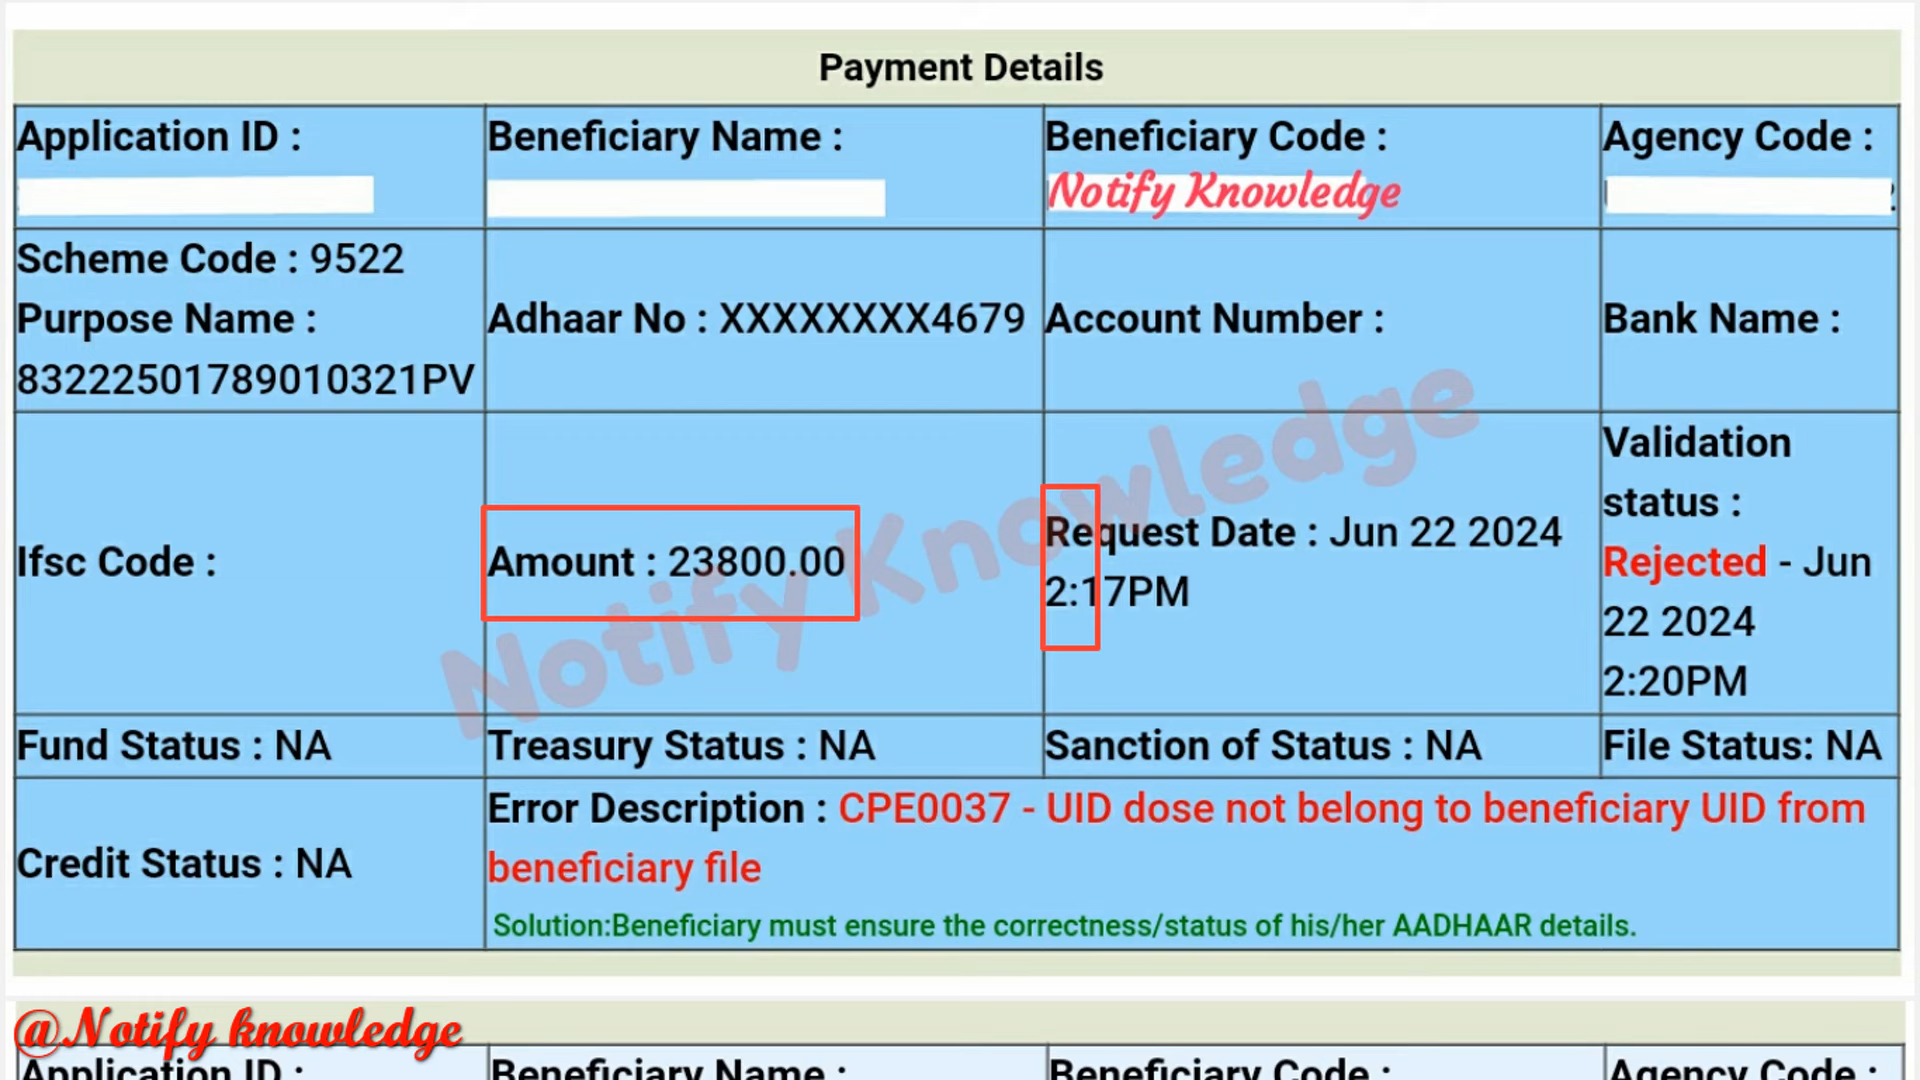 Payment Details
Application ID :
Beneficiary Name :
Beneficiary Code :
Notify Knowledge
Agency Code :
Scheme Code : 9522
Purpose Name :
83222501789010321PV
Adhaar No : XXXXXXXX4679
Account Number :
Bank Name :
Ifsc Code :
Amount : 23800.00
Request Date : Jun 22 2024
2:17PM
Validation
status :
Rejected - Jun
22 2024
2:20PM
Notify Knowledge
Fund Status : NA
Treasury Status : NA
Sanction of Status : NA
File Status: NA
Credit Status : NA
Error Description : CPE0037 - UID dose not belong to beneficiary UID from
beneficiary file
Solution:Beneficiary must ensure the correctness/status of his/her AADHAAR details.
@Notify knowledge
Application ID :
Beneficiary Name :
Beneficiary Code :
Agency Code :